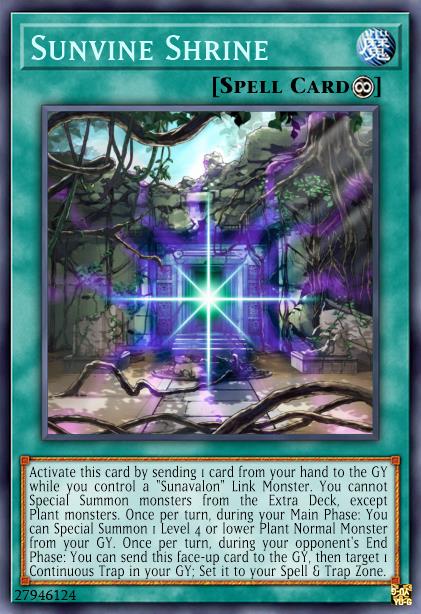 Sunvine Shrine
[Spell Card]
Activate this card by sending 1 card from your hand to the GY
while you control a "Sunavalon" Link Monster. You cannot
Special Summon monsters from the Extra Deck, except
Plant monsters. Once per turn, during your Main Phase: You
can Special Summon 1 Level 4 or lower Plant Normal Monster
from your GY. Once per turn, during your opponent's End
Phase: You can send this face-up card to the GY, then target 1
Continuous Trap in your GY; Set it to your Spell & Trap Zone.
27946124